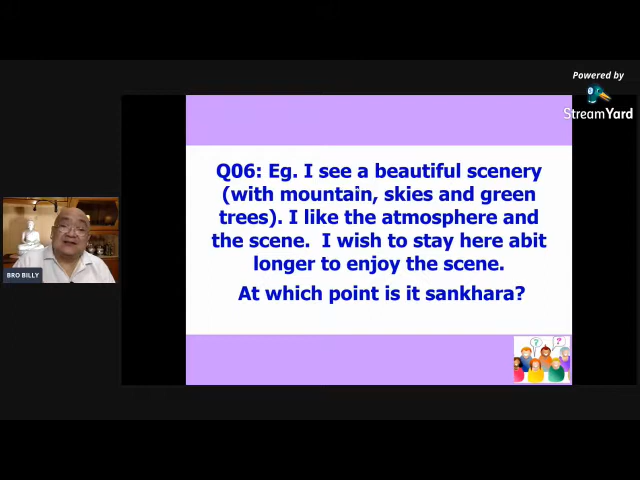 Powered by
StreamYard
Q06: Eg. I see a beautiful scenery
(with mountain, skies and green
trees). I like the atmosphere and
the scene. I wish to stay here abit
longer to enjoy the scene.
At which point is it sankhara?
BRO BILLY
? ?